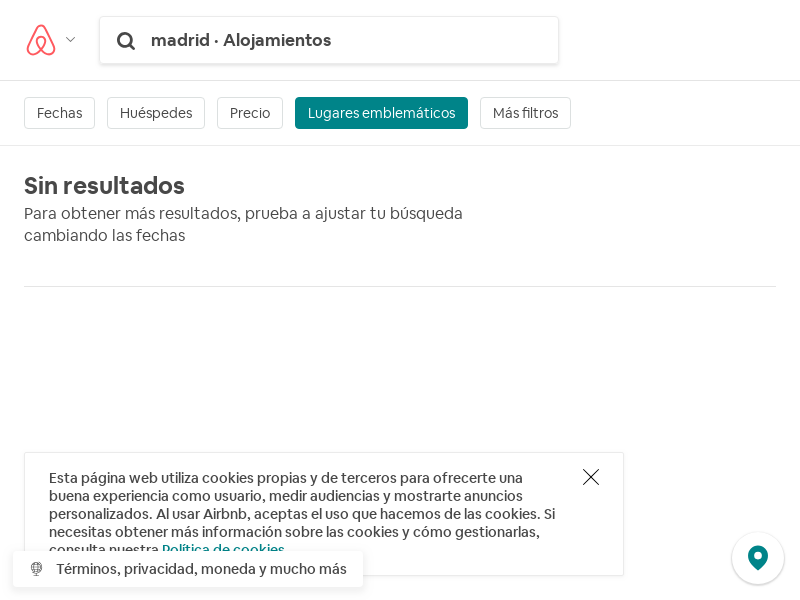 madrid · Alojamientos
Fechas
Huéspedes
Precio
Lugares emblemáticos
Más filtros
Sin resultados
Para obtener más resultados, prueba a ajustar tu búsqueda
cambiando las fechas
Esta página web utiliza cookies propias y de terceros para ofrecerte una
buena experiencia como usuario, medir audiencias y mostrarte anuncios
personalizados. Al usar Airbnb, aceptas el uso que hacemos de las cookies. Si
necesitas obtener más información sobre las cookies y cómo gestionarlas,
consulta nuestra Política de cookies
Términos, privacidad, moneda y mucho más